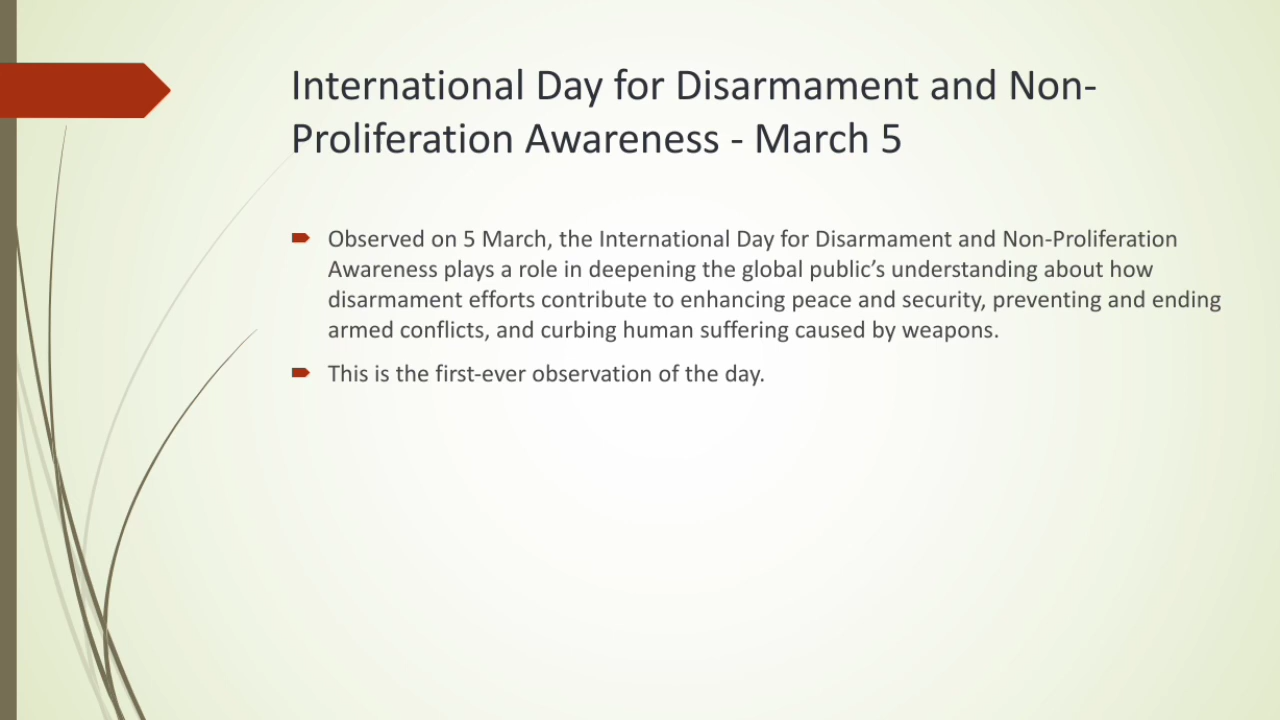 International Day for Disarmament and Non-
Proliferation Awareness - March 5
Observed on 5 March, the International Day for Disarmament and Non-Proliferation
Awareness plays a role in deepening the global public’s understanding about how
disarmament efforts contribute to enhancing peace and security, preventing and ending
armed conflicts, and curbing human suffering caused by weapons.
This is the first-ever observation of the day.